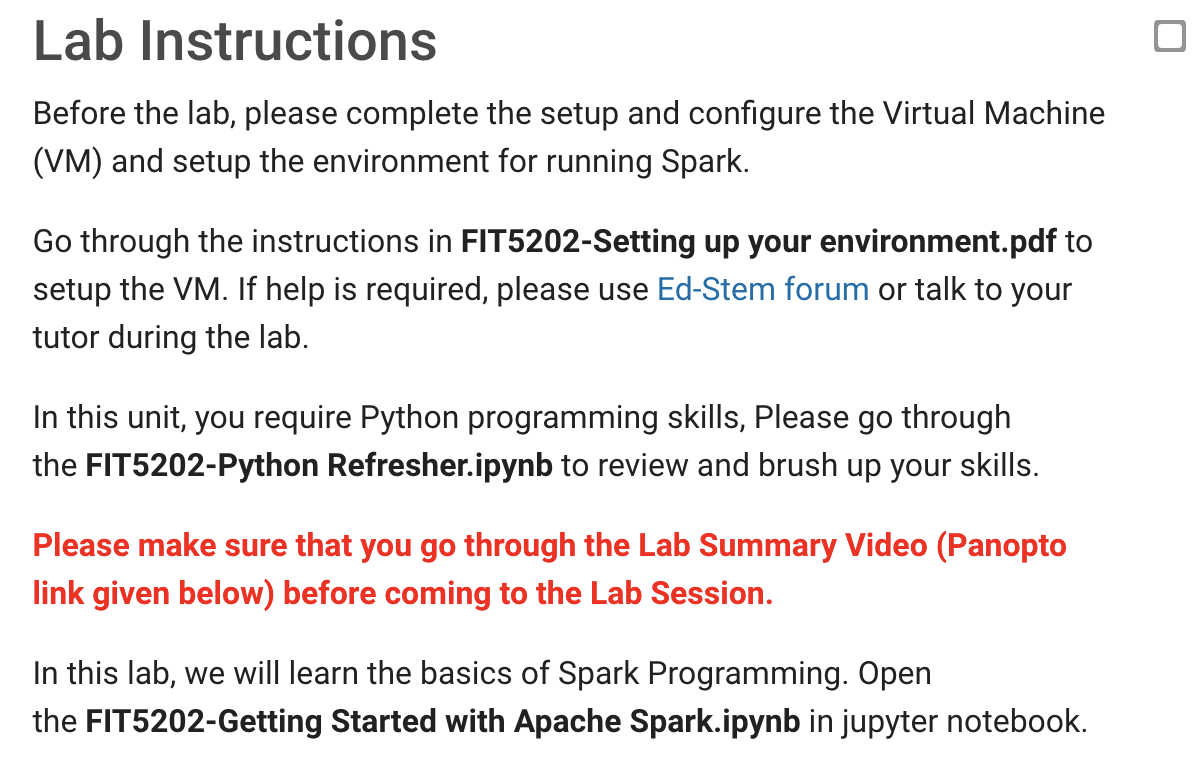 Lab Instructions
Before the lab, please complete the setup and configure the Virtual Machine
(VM) and setup the environment for running Spark.
Go through the instructions in FIT5202-Setting up your environment.pdf to
setup the VM. If help is required, please use Ed-Stem forum or talk to your
tutor during the lab.
In this unit, you require Python programming skills, Please go through
the FIT5202-Python Refresher.ipynb to review and brush up your skills.
Please make sure that you go through the Lab Summary Video (Panopto
link given below) before coming to the Lab Session.
In this lab, we will learn the basics of Spark Programming. Open
the FIT5202-Getting Started with Apache Spark.ipynb in jupyter notebook.